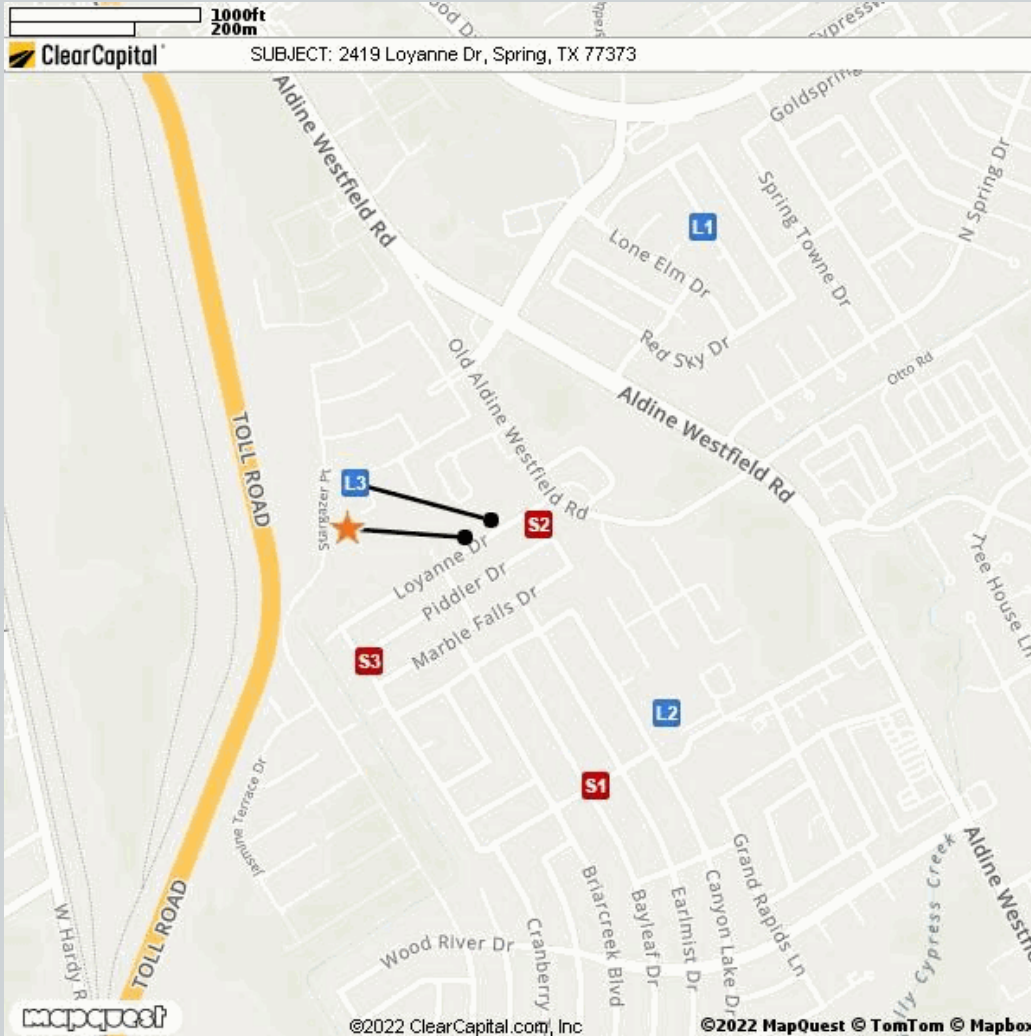 1000ft
200m
ClearCapital
SUBJECT: 2419 Loyanne Dr, Spring, TX 77373
Aldine Westfield Rd
Goldspring
N Spring Dr
Spring Towne Dr
L1
Lone Elm Dr
Red Sky Dr
Otto Rd
Old Aldine Westfield Rd
Aldine Westfield Rd
TOLL ROAD
Stargazer Pt
L3
S2
Loyanne Dr
Piddler Dr
Marble Falls Dr
Tree House Ln
S3
L2
S1
Jasmine Terrace Dr
Grand Rapids Ln
Canyon Lake Dr
Earlmist Dr
Bayleaf Dr
Briarcreek Blvd
Cranberry
Wood River Dr
TOLL ROAD
W Hardy R
Cypress Creek
Aldine Westf
mapquest
©2022 ClearCapital.com, Inc
©2022 MapQuest © TomTom © Mapbox